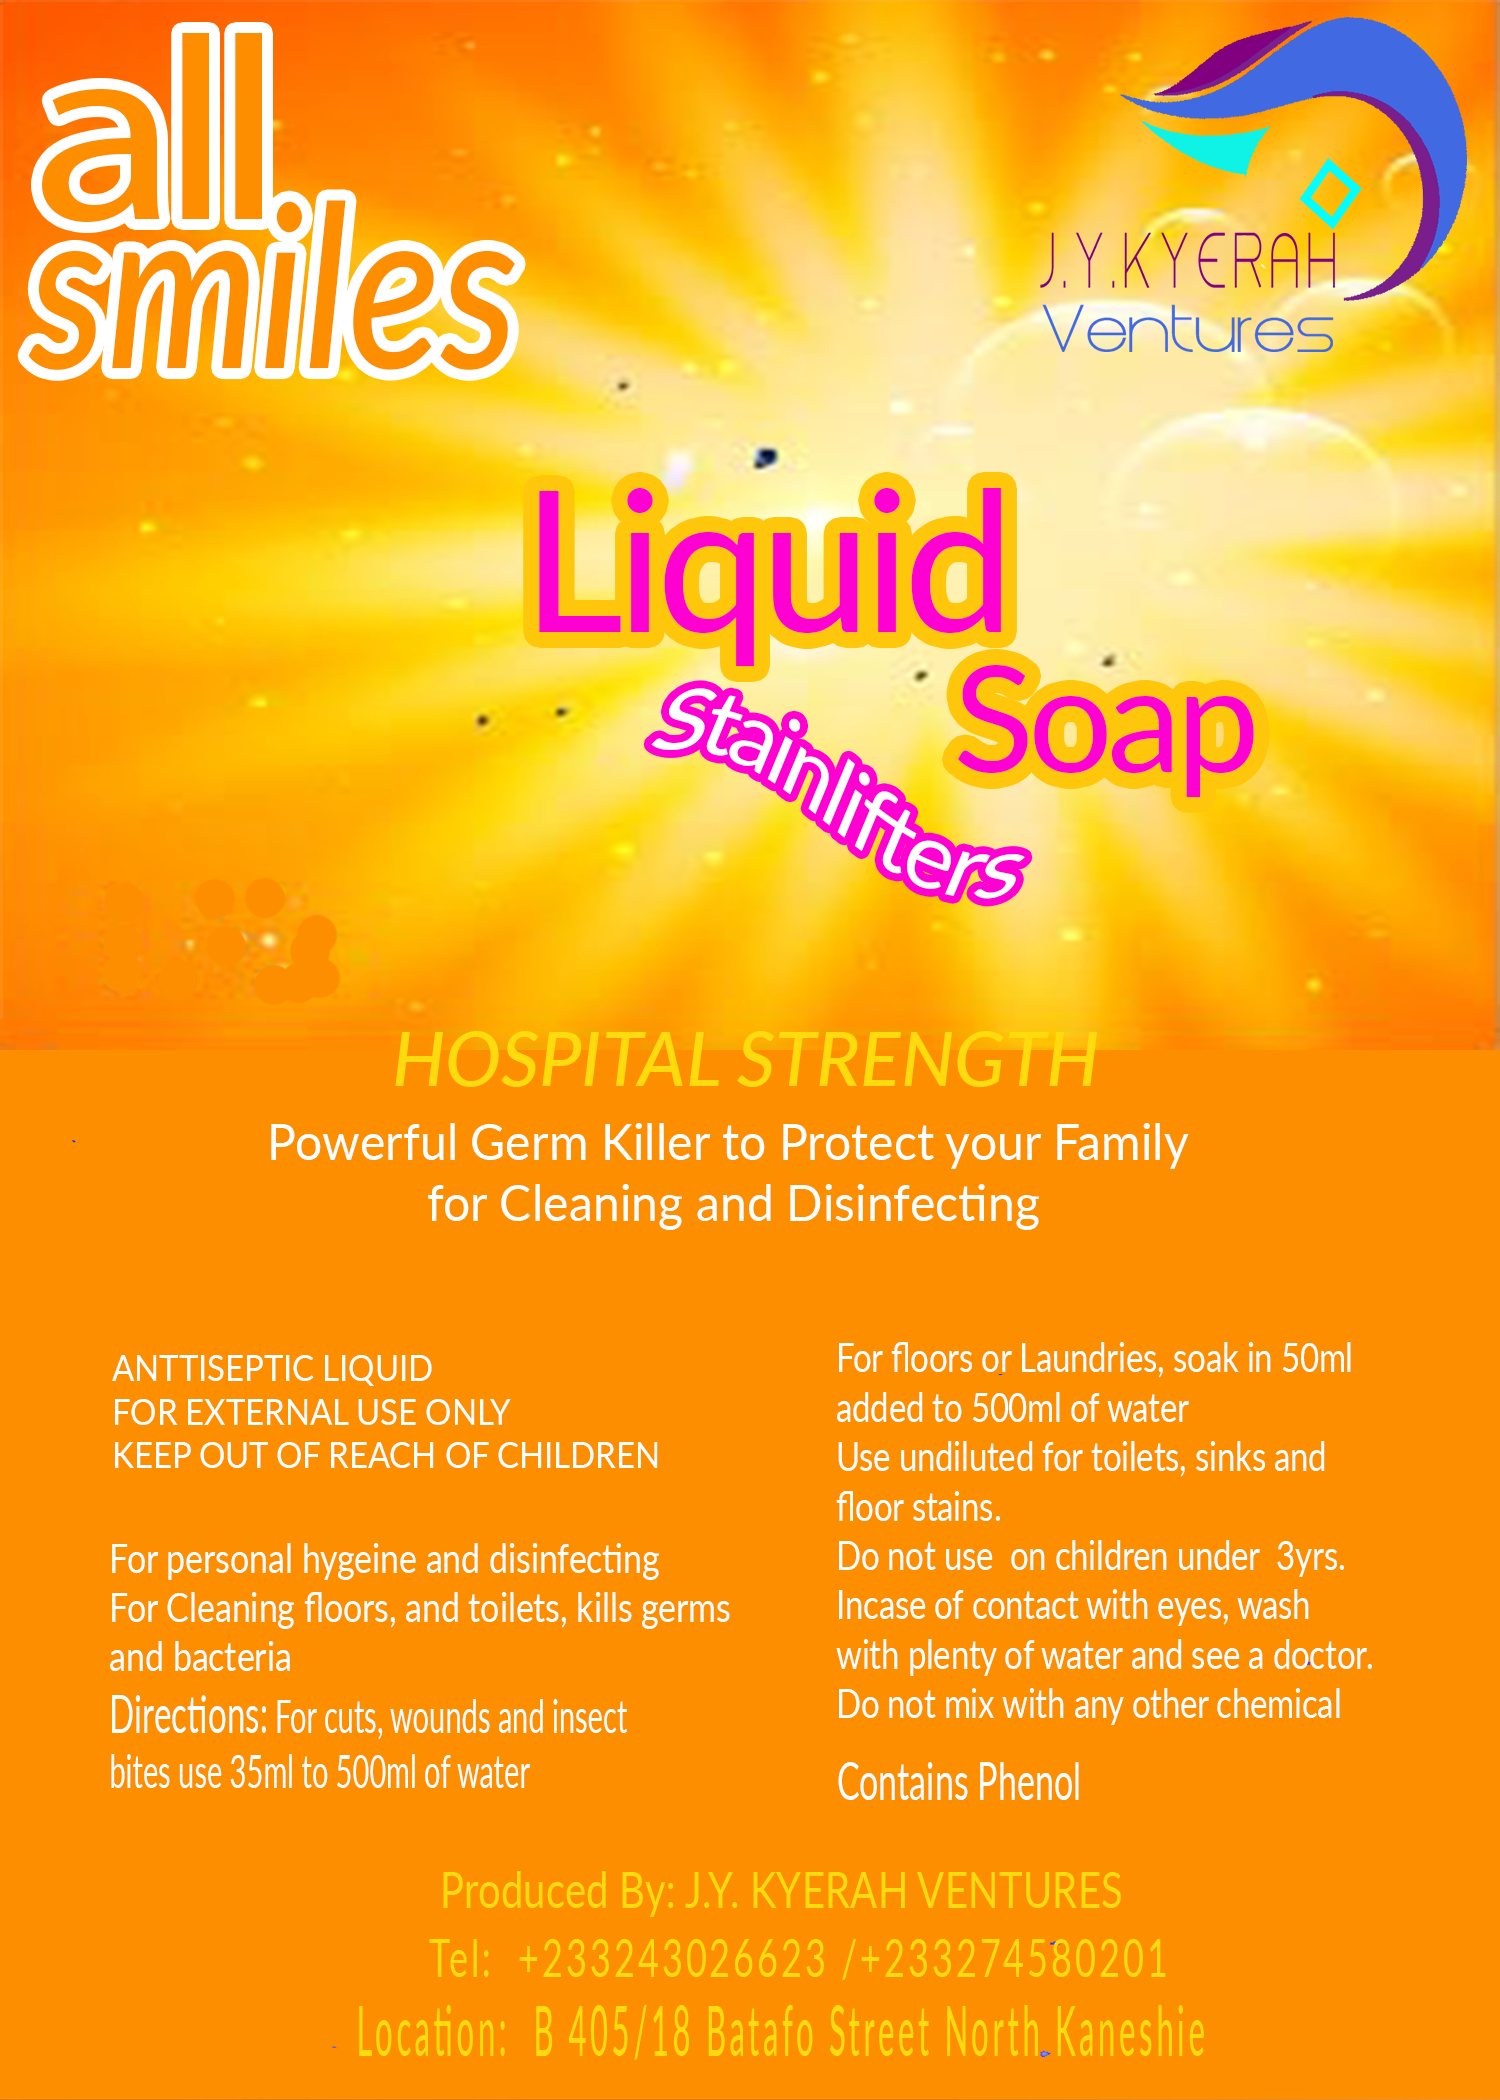 all
smiles
J.Y.KYERAH
Ventures
Liquid
Soap
Stainlifters
HOSPITAL STRENGTH
Powerful Germ Killer to Protect your Family
for Cleaning and Disinfecting
ANTTISEPTIC LIQUID
FOR EXTERNAL USE ONLY
KEEP OUT OF REACH OF CHILDREN
For personal hygeine and disinfecting
For Cleaning floors, and toilets, kills germs
and bacteria
Directions: For cuts, wounds and insect
bites use 35ml to 500ml of water
For floors or Laundries, soak in 50ml
added to 500ml of water
Use undiluted for toilets, sinks and
floor stains.
Do not use on children under 3yrs.
Incase of contact with eyes, wash
with plenty of water and see a doctor.
Do not mix with any other chemical
Contains Phenol
Produced By: J.Y. KYERAH VENTURES
Tel: +233243026623 /+233274580201
Location: B 405/18 Batafo Street North Kaneshie